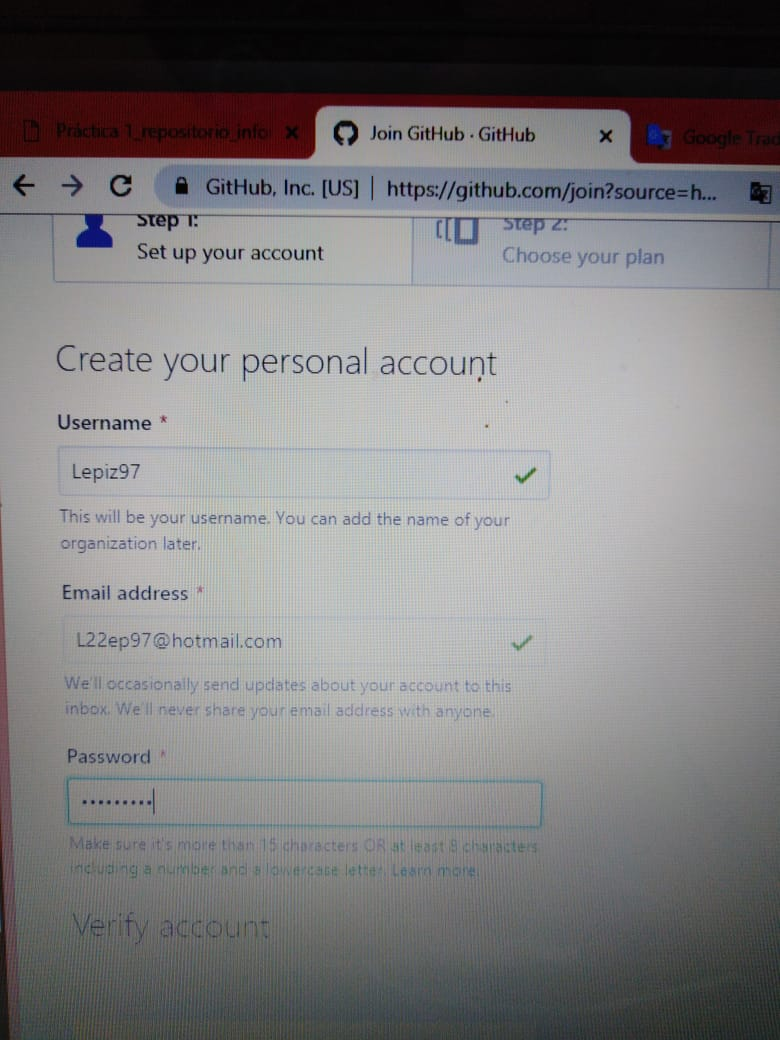 Práctica 1_repositorio_info
Join GitHub · GitHub
Google Trad
GitHub, Inc. [US] | https://github.com/join?source=h...
Step 1:
Set up your account
Step 2:
Choose your plan
Create your personal account
Username *
Lepiz97
This will be your username. You can add the name of your
organization later.
Email address *
L22ep97@hotmail.com
We'll occasionally send updates about your account to this
inbox. We'll never share your email address with anyone.
Password *
•••••••••
Make sure it's more than 15 characters OR at least 8 characters
including a number and a lowercase letter. Learn more.
Verify account